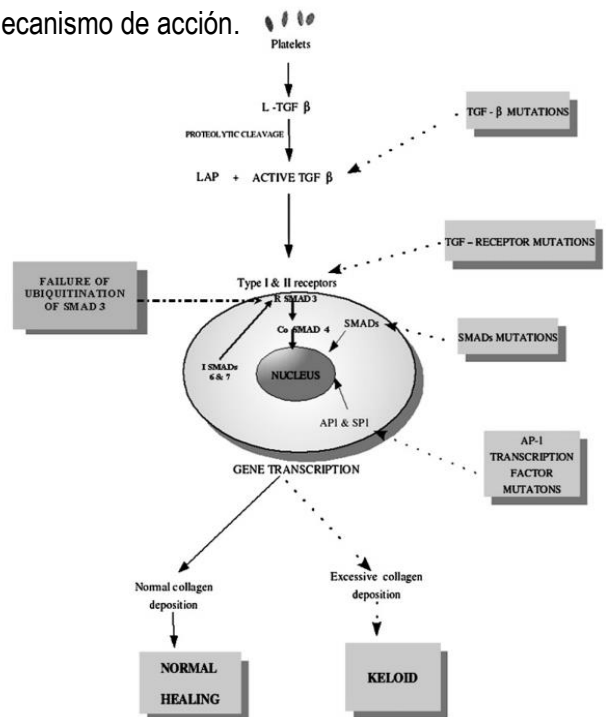 ecanismo de acción.
Platelets
L -TGF β
PROTEOLYTIC CLEAVAGE
TGF - β MUTATIONS
LAP + ACTIVE TGF β
TGF – RECEPTOR MUTATIONS
FAILURE OF
UBIQUITINATION
OF SMAD 3
Type I & II receptors
R SMAD 3
Co SMAD 4
SMADs
SMADs MUTATIONS
I SMADs
6 & 7
NUCLEUS
AP1 & SP1
AP-1
TRANSCRIPTION
FACTOR
MUTATONS
GENE TRANSCRIPTION
Normal collagen
deposition
Excessive collagen
deposition
NORMAL
HEALING
KELOID